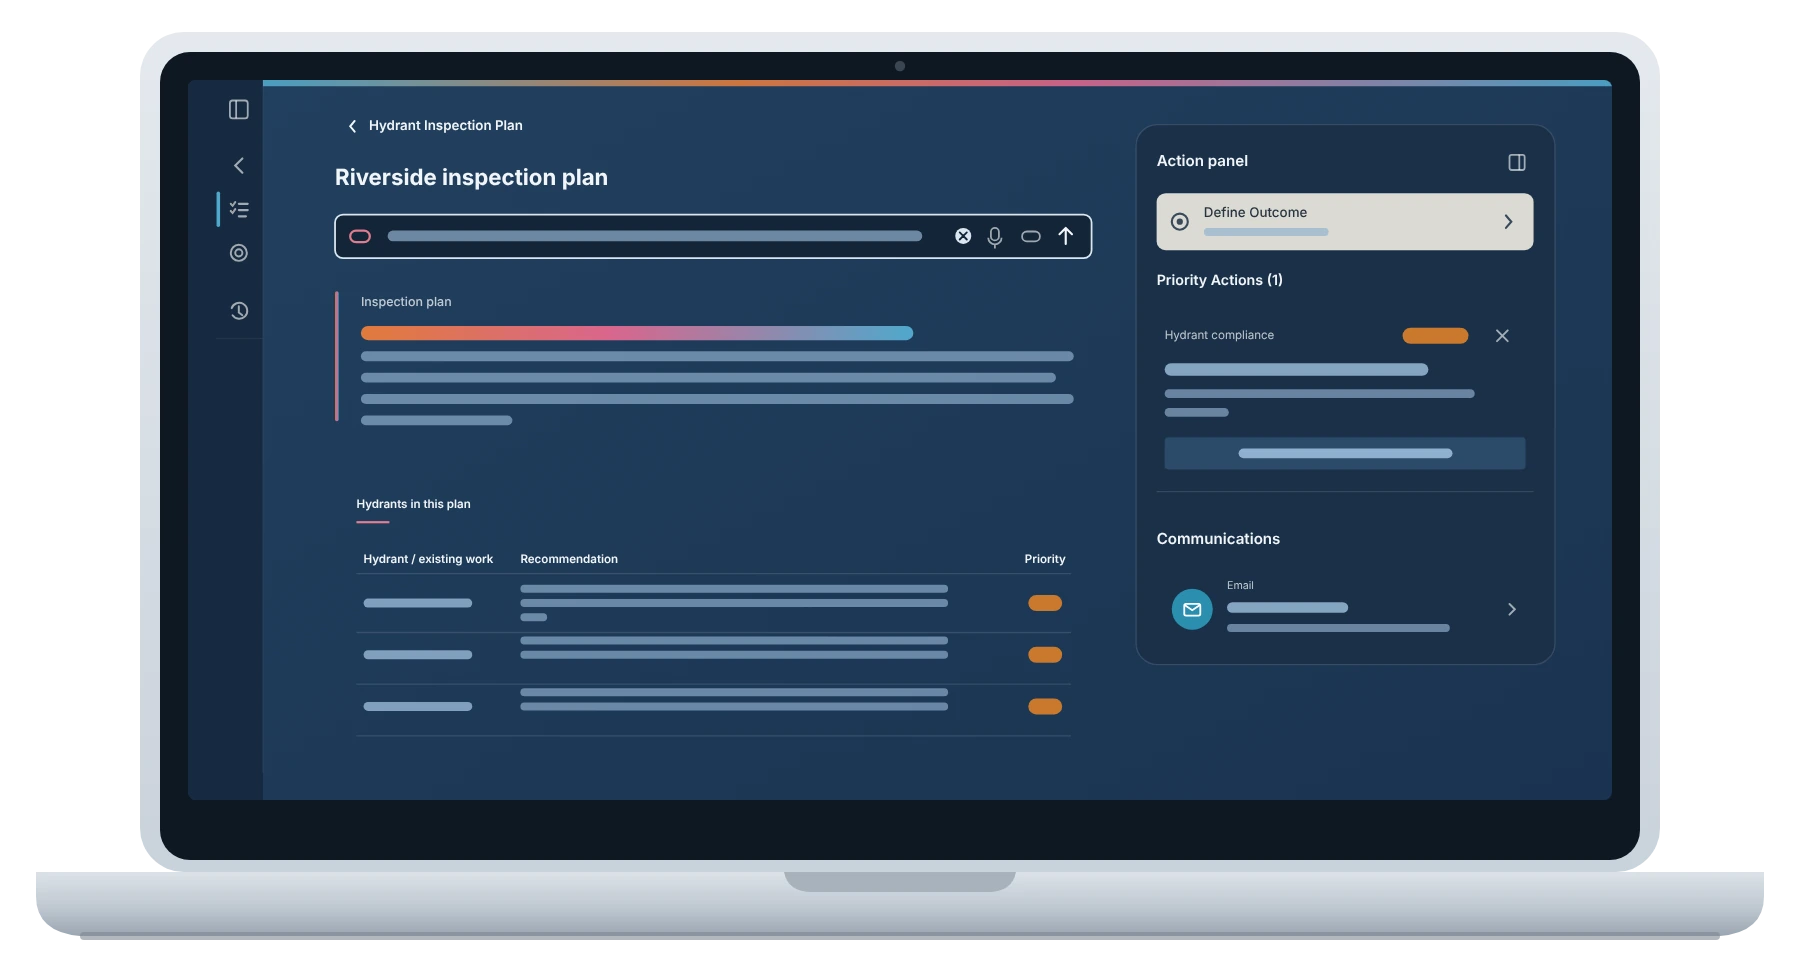 Hydrant Inspection Plan
Riverside inspection plan
Inspection plan
Hydrants in this plan
Hydrant / existing work
Recommendation
Priority
Action panel
Define Outcome
Priority Actions (1)
Hydrant compliance
Communications
Email